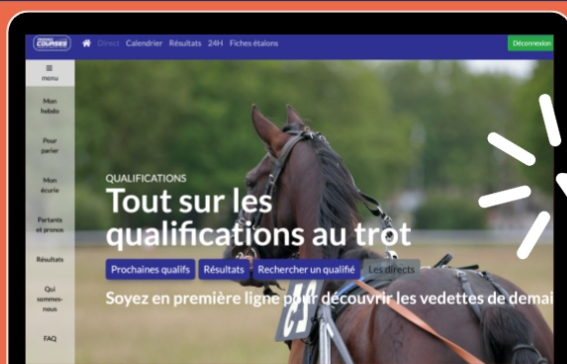 COURSES
Direct Calendrier Résultats 24H Fiches étalons
Déconnexion
menu
Mon
hebdo
Pour
parier
Mon
écurie
Partants
et pronos
Résultats
Qui
sommes-
nous
FAQ
QUALIFICATIONS
Tout sur les
qualifications au trot
Prochaines qualifs Résultats Rechercher un qualifié Les directs
Soyez en première ligne pour découvrir les vedettes de demai